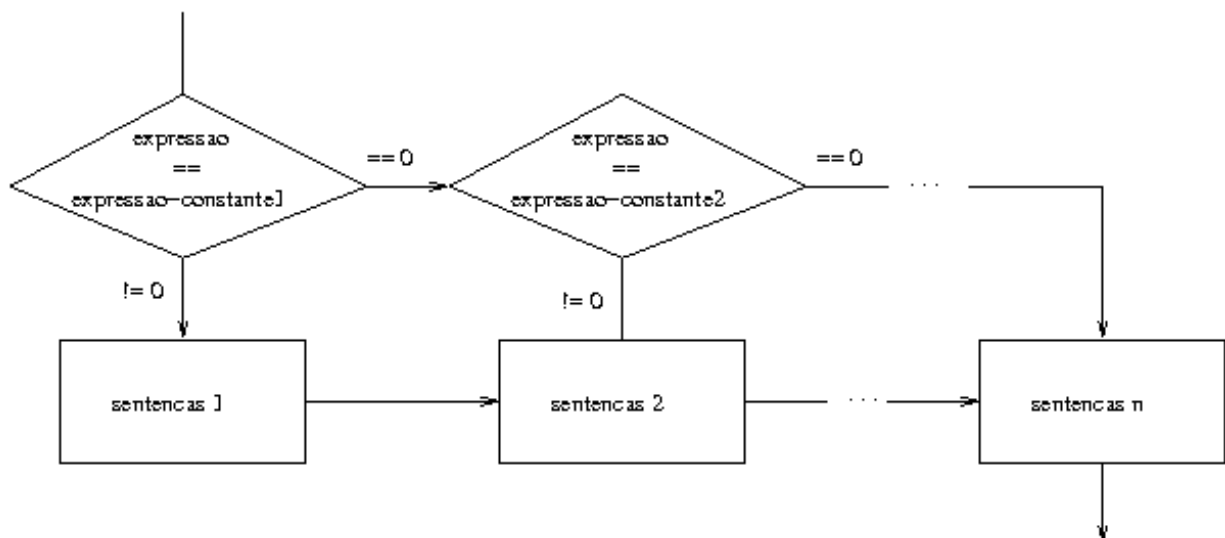 expressao
==
expressao-constante1
== 0
expressao
==
expressao-constante2
== 0
...
!= 0
!= 0
sentencas 1
sentencas 2
...
sentencas n